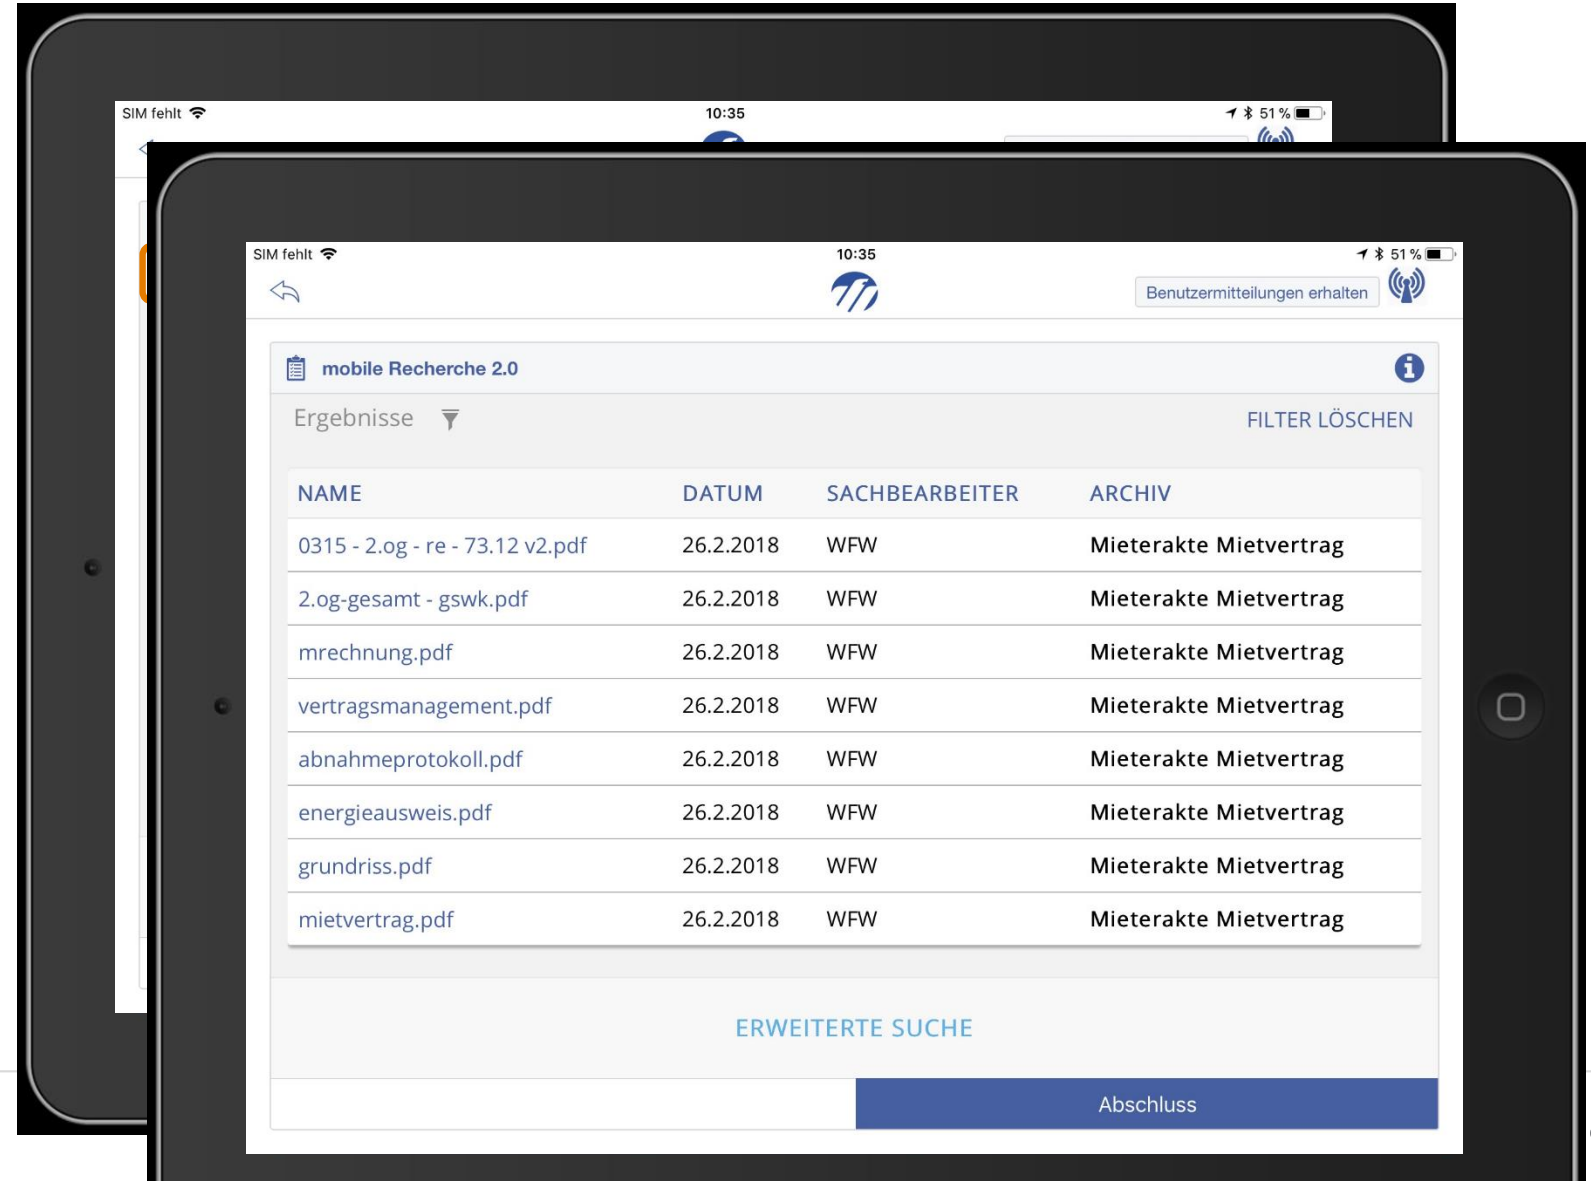 SIM fehlt 10:35 51 %
SIM fehlt 10:35 51 %
Benutzermitteilungen erhalten
mobile Recherche 2.0
Ergebnisse FILTER LÖSCHEN
NAME DATUM SACHBEARBEITER ARCHIV
0315 - 2.og - re - 73.12 v2.pdf 26.2.2018 WFW Mieterakte Mietvertrag
2.og-gesamt - gswk.pdf 26.2.2018 WFW Mieterakte Mietvertrag
mrechnung.pdf 26.2.2018 WFW Mieterakte Mietvertrag
vertragsmanagement.pdf 26.2.2018 WFW Mieterakte Mietvertrag
abnahmeprotokoll.pdf 26.2.2018 WFW Mieterakte Mietvertrag
energieausweis.pdf 26.2.2018 WFW Mieterakte Mietvertrag
grundriss.pdf 26.2.2018 WFW Mieterakte Mietvertrag
mietvertrag.pdf 26.2.2018 WFW Mieterakte Mietvertrag
ERWEITERTE SUCHE
Abschluss